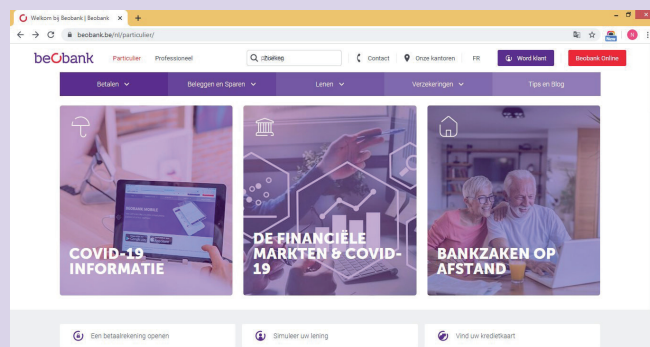 Welkom bij Beobank | Beobank
beobank.be/nl/particulier/
beobank Particulier Professioneel Contact Onze kantoren FR Word klant Beobank Online
Betalen Beleggen en Sparen Lenen Verzekeringen Tips en Blog
COVID-19
INFORMATIE
DE FINANCIËLE
MARKTEN & COVID-
19
BANKZAKEN OP
AFSTAND
Een betaalrekening openen Simuleer uw lening Vind uw kredietkaart